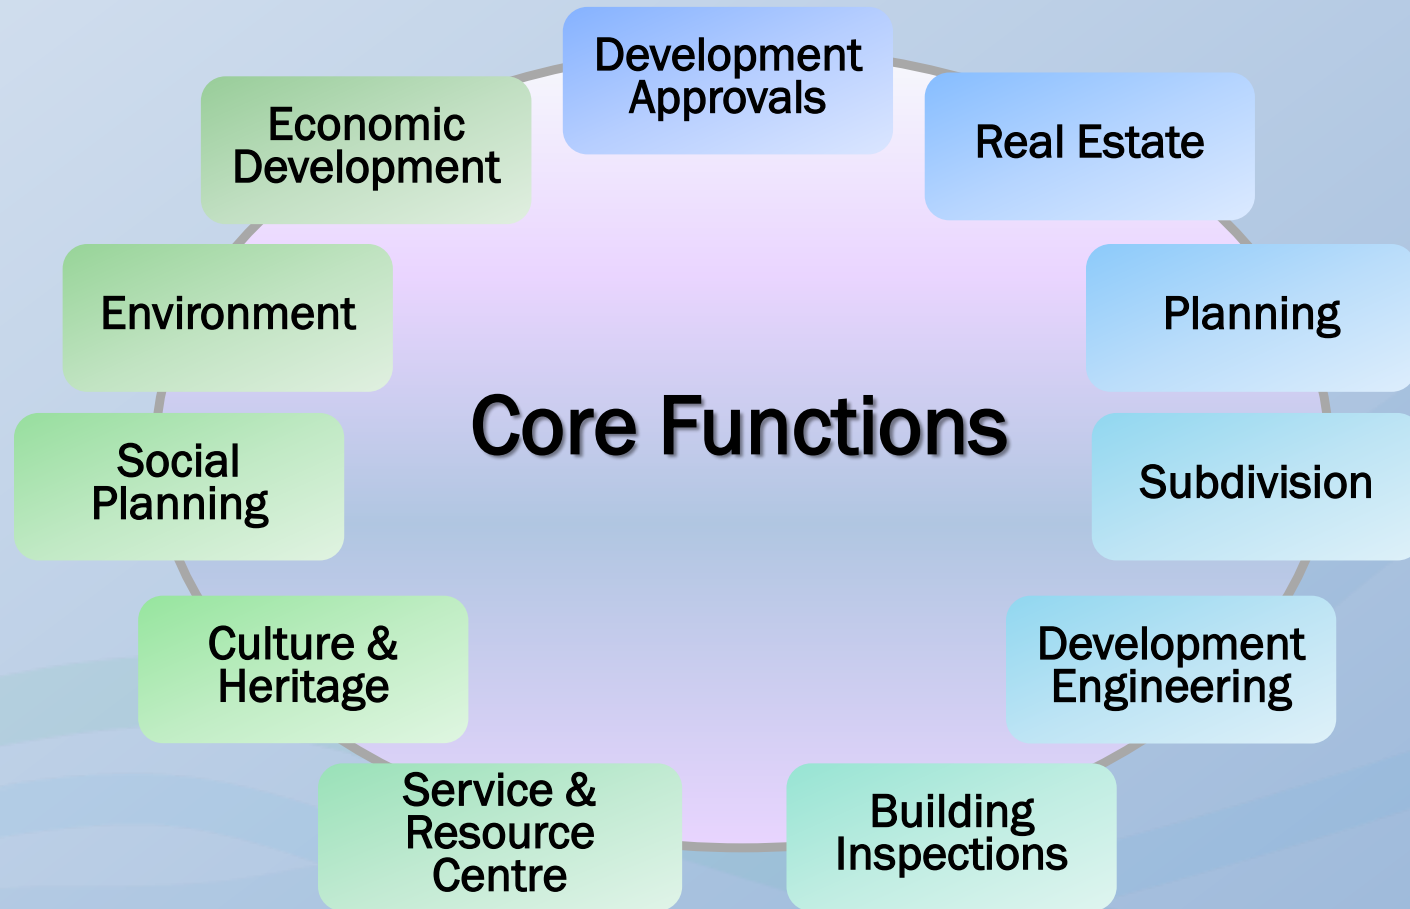 Development
Approvals
Economic
Development
Real Estate
Environment
Planning
Core Functions
Social
Planning
Subdivision
Culture &
Heritage
Development
Engineering
Service &
Resource
Centre
Building
Inspections